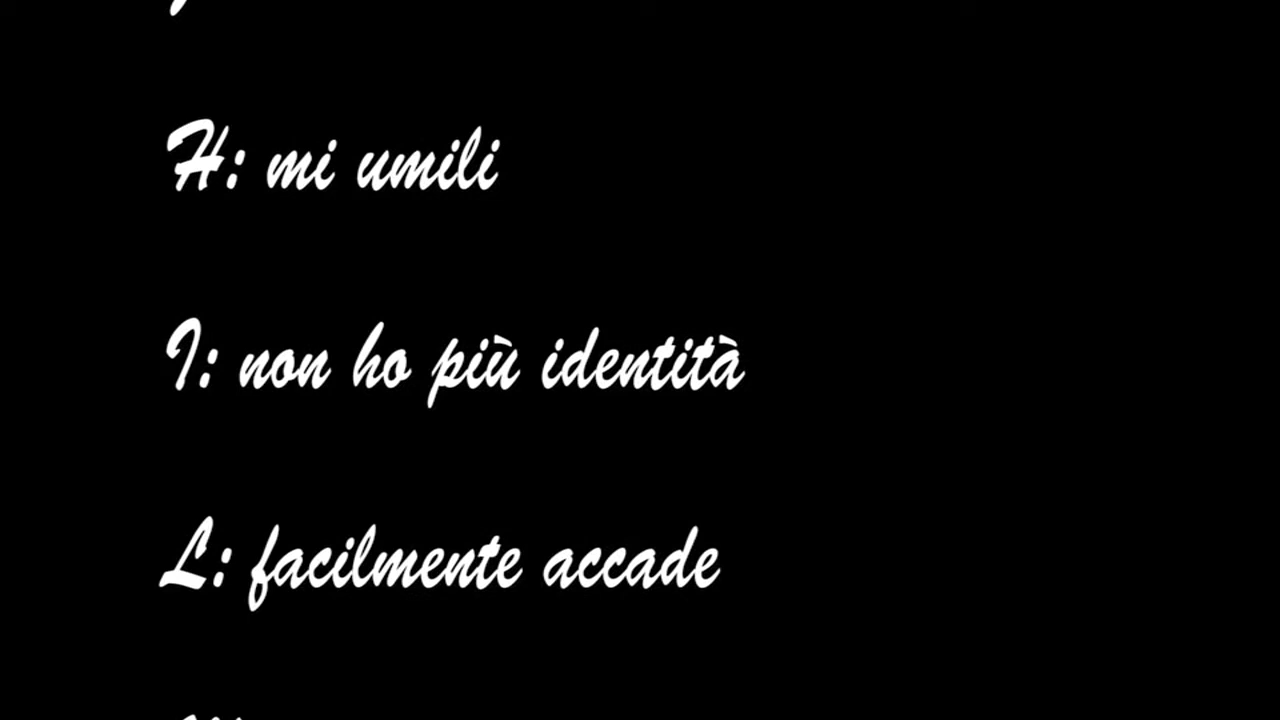 H: mi umili
I: non ho più identità
L: facilmente accade